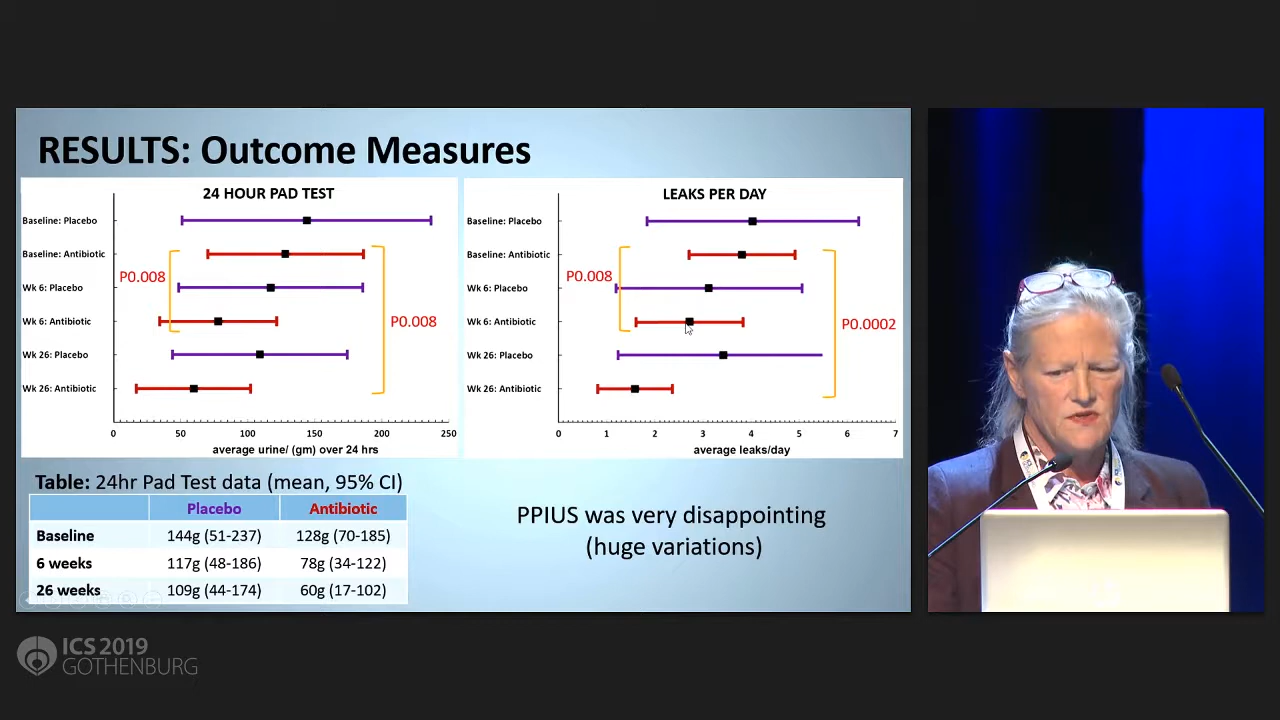 RESULTS: Outcome Measures
24 HOUR PAD TEST
Baseline: Placebo
Baseline: Antibiotic
P0.008
Wk 6: Placebo
Wk 6: Antibiotic
P0.008
Wk 26: Placebo
Wk 26: Antibiotic
0 50 100 150 200 250
average urine/ (gm) over 24 hrs
LEAKS PER DAY
Baseline: Placebo
Baseline: Antibiotic
P0.008
Wk 6: Placebo
Wk 6: Antibiotic
P0.0002
Wk 26: Placebo
Wk 26: Antibiotic
0 1 2 3 4 5 6 7
average leaks/day
Table: 24hr Pad Test data (mean, 95% CI)
Placebo Antibiotic
Baseline 144g (51-237) 128g (70-185)
6 weeks 117g (48-186) 78g (34-122)
26 weeks 109g (44-174) 60g (17-102)
PPIUS was very disappointing
(huge variations)
ICS 2019
GOTHENBURG